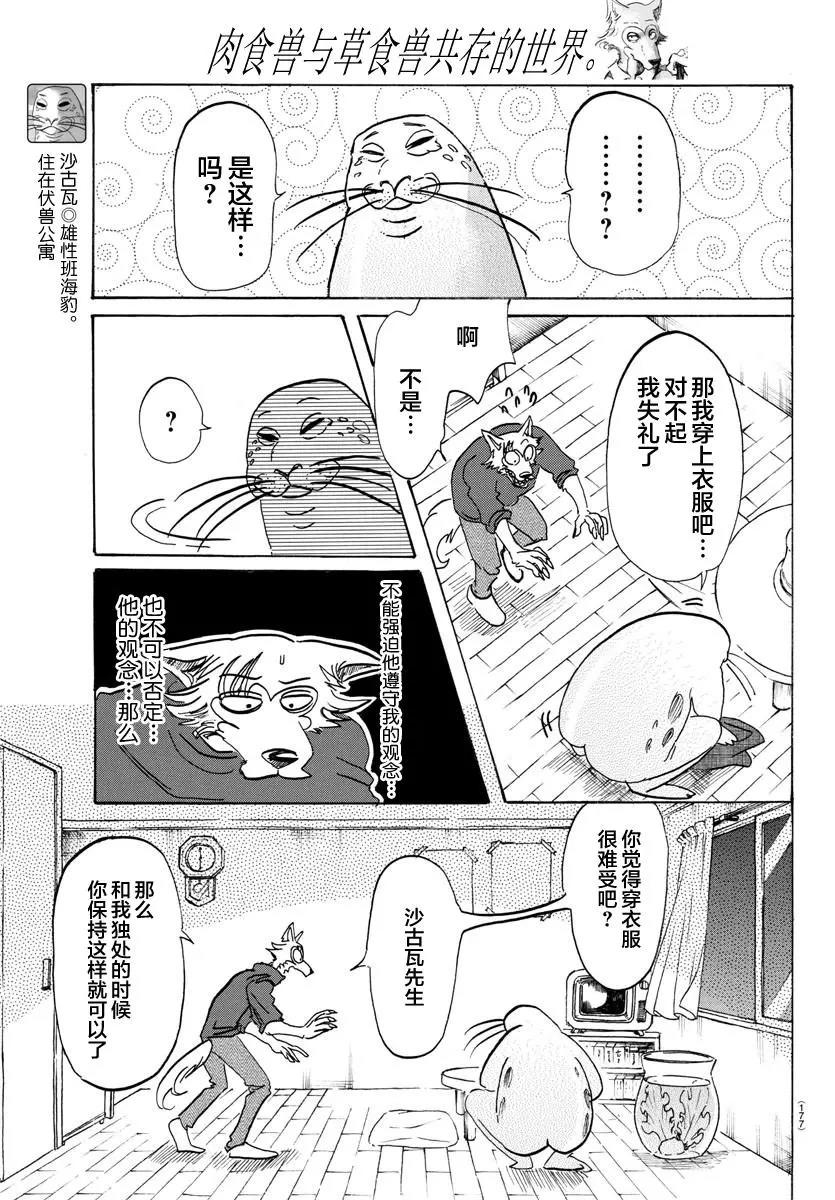 肉食兽与草食兽共存的世界。
沙古瓦◎雄性班海豹。
住在伏兽公寓
………
……??
是这样…
吗?
那我穿上衣服吧…
对不起
我失礼了
啊
不是…
?
不能强迫他遵守我的观念…
也不可以否定…
他的观念…那么
你觉得穿衣服
很难受吧?
沙古瓦先生
那么
和我独处的时候
你保持这样就可以了
(177)